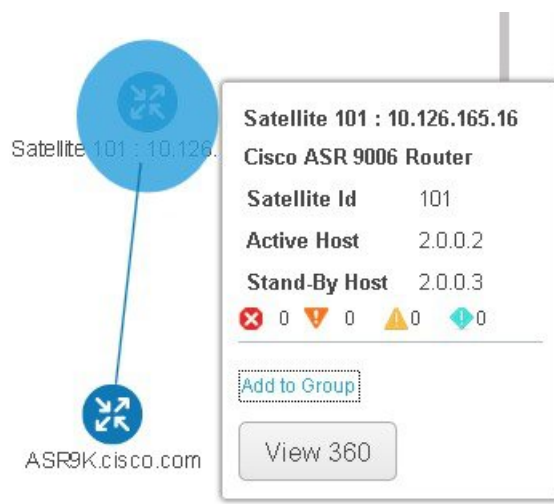 Satellite 101 : 10.126.
ASR9K.cisco.com
Satellite 101 : 10.126.165.16
Cisco ASR 9006 Router
Satellite Id 101
Active Host 2.0.0.2
Stand-By Host 2.0.0.3
0 0 0 0
Add to Group
View 360